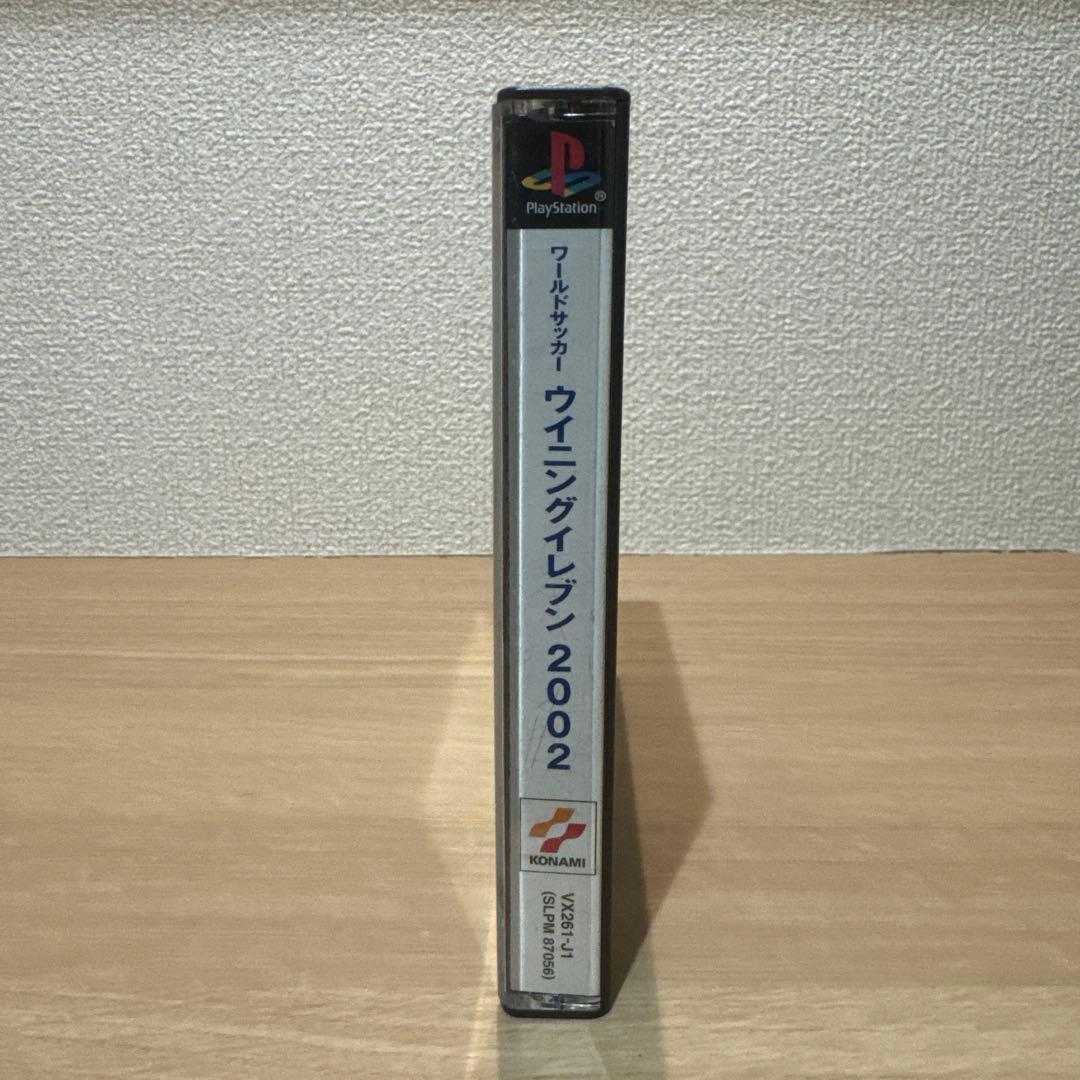 PlayStation
ワールドサッカー
ウイニングイレブン 2002
KONAMI
VX261-J1
(SLPM 87056)